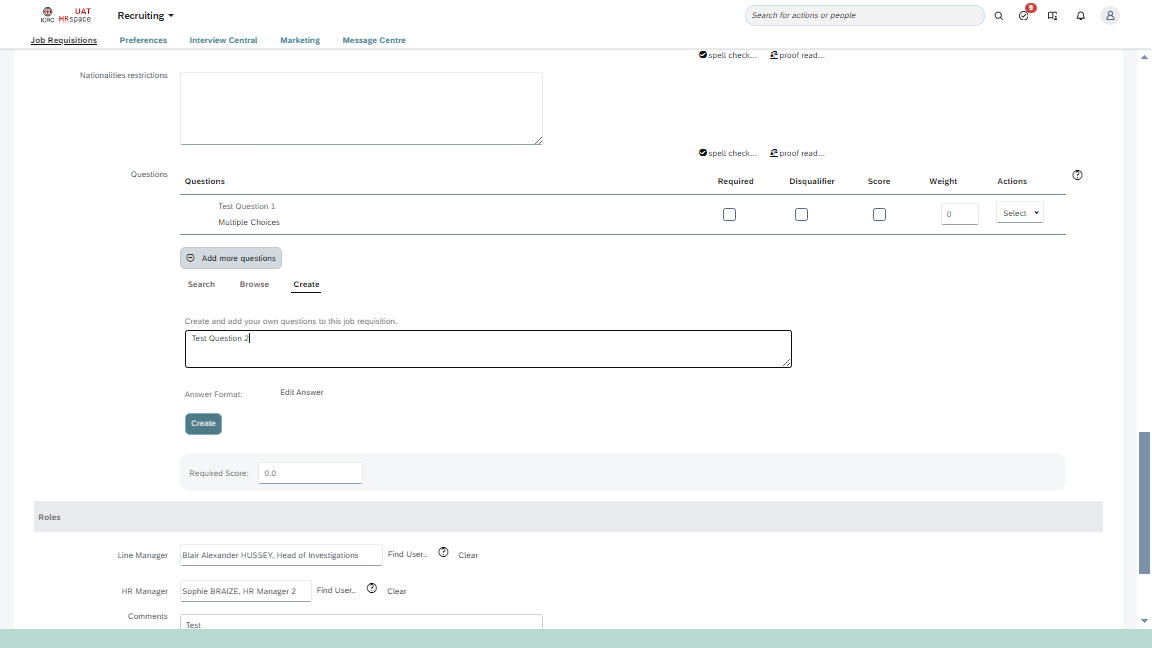 ICRC UAT HRspace
Recruiting
Search for actions or people
9
Job Requisitions Preferences Interview Central Marketing Message Centre
spell check... proof read...
Nationalities restrictions
spell check... proof read...
Questions
Questions Required Disqualifier Score Weight Actions
Test Question 1
Multiple Choices
0
Select
Add more questions
Search Browse Create
Create and add your own questions to this job requisition.
Test Question 2
Answer Format: Edit Answer
Create
Required Score: 0.0
Roles
Line Manager Blair Alexander HUSSEY, Head of Investigations Find User.. Clear
HR Manager Sophie BRAIZE, HR Manager 2 Find User.. Clear
Comments
Test